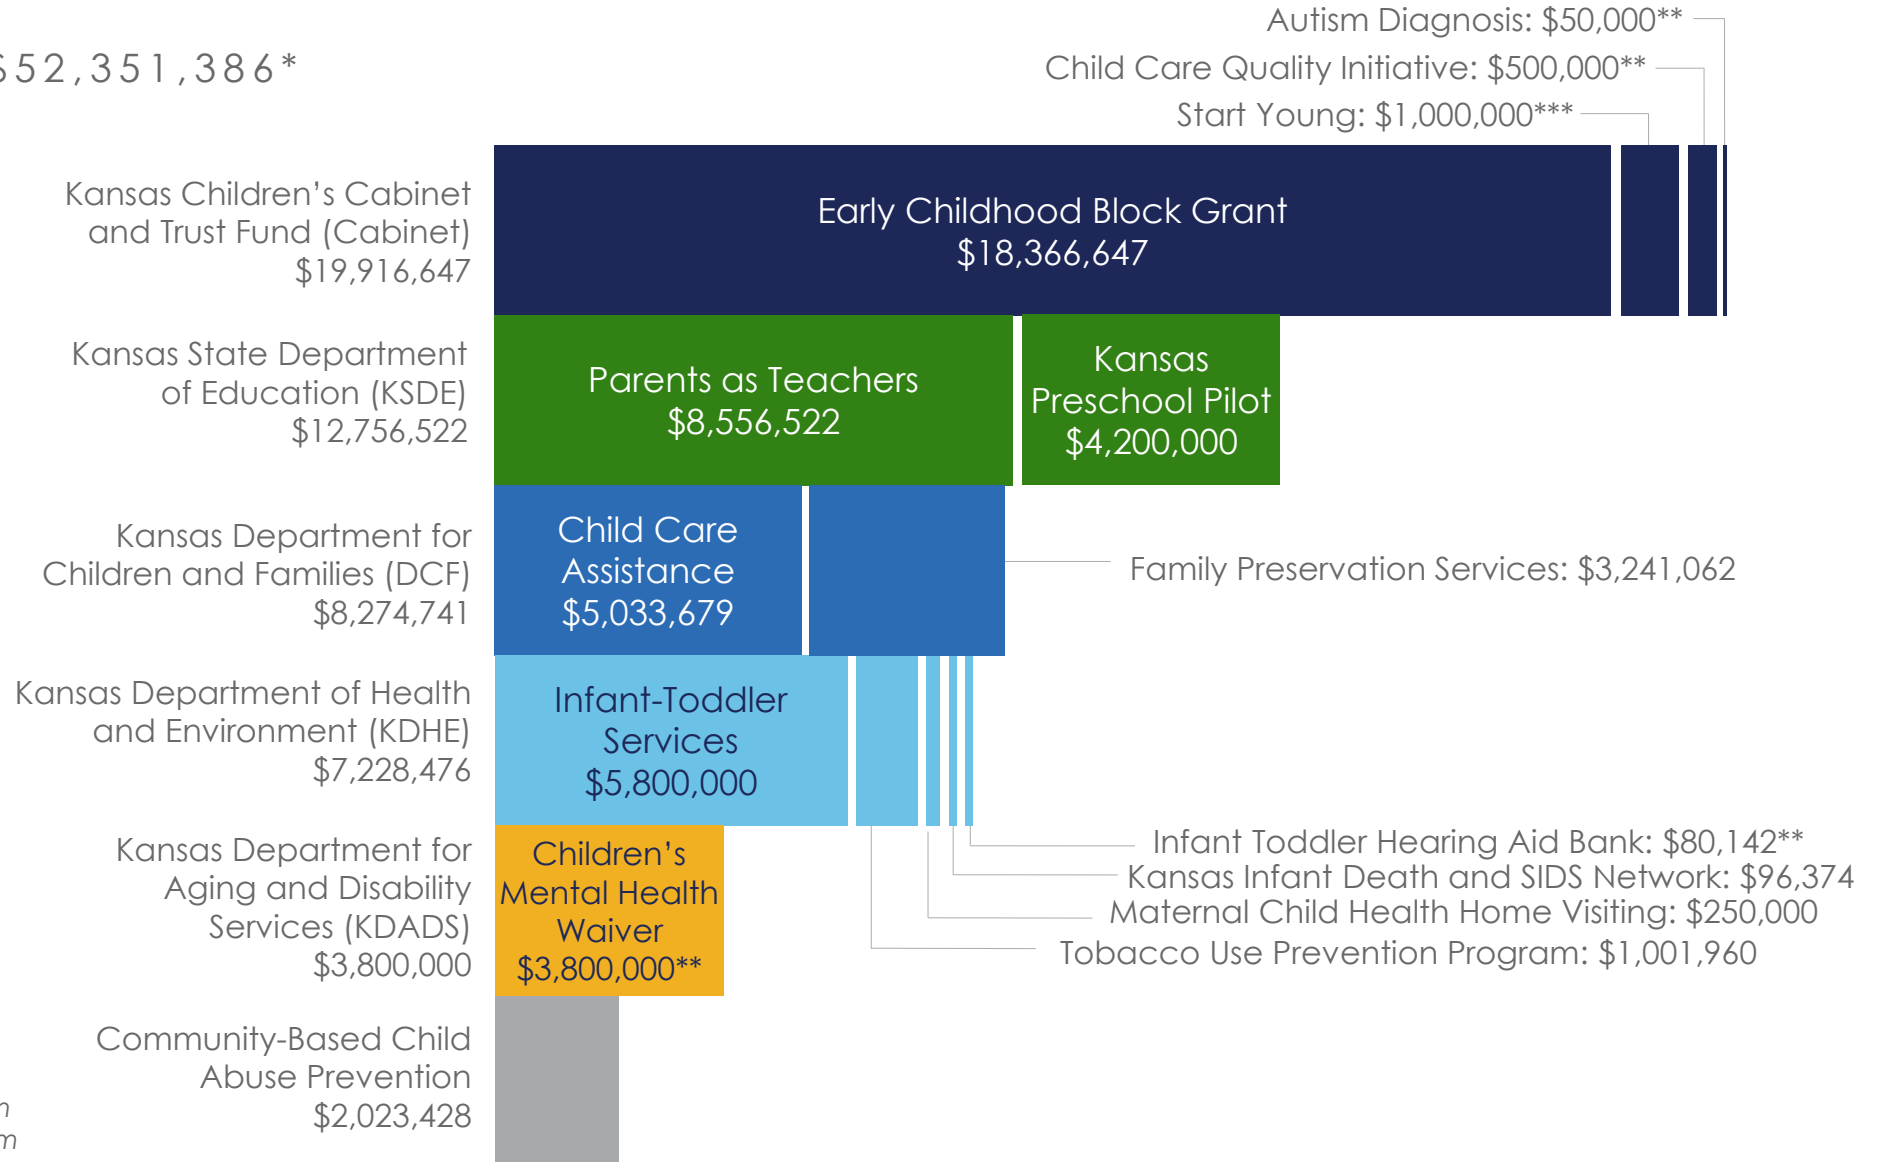 $52,351,386*
Autism Diagnosis: $50,000**
Child Care Quality Initiative: $500,000**
Start Young: $1,000,000***
Kansas Children’s Cabinet
and Trust Fund (Cabinet)
$19,916,647
Early Childhood Block Grant
$18,366,647
Kansas State Department
of Education (KSDE)
$12,756,522
Parents as Teachers
$8,556,522
Kansas
Preschool Pilot
$4,200,000
Kansas Department for
Children and Families (DCF)
$8,274,741
Child Care
Assistance
$5,033,679
Family Preservation Services: $3,241,062
Kansas Department of Health
and Environment (KDHE)
$7,228,476
Infant-Toddler
Services
$5,800,000
Infant Toddler Hearing Aid Bank: $80,142**
Kansas Infant Death and SIDS Network: $96,374
Maternal Child Health Home Visiting: $250,000
Tobacco Use Prevention Program: $1,001,960
Kansas Department for
Aging and Disability
Services (KDADS)
$3,800,000
Children’s
Mental Health
Waiver
$3,800,000**
Community-Based Child
Abuse Prevention
$2,023,428